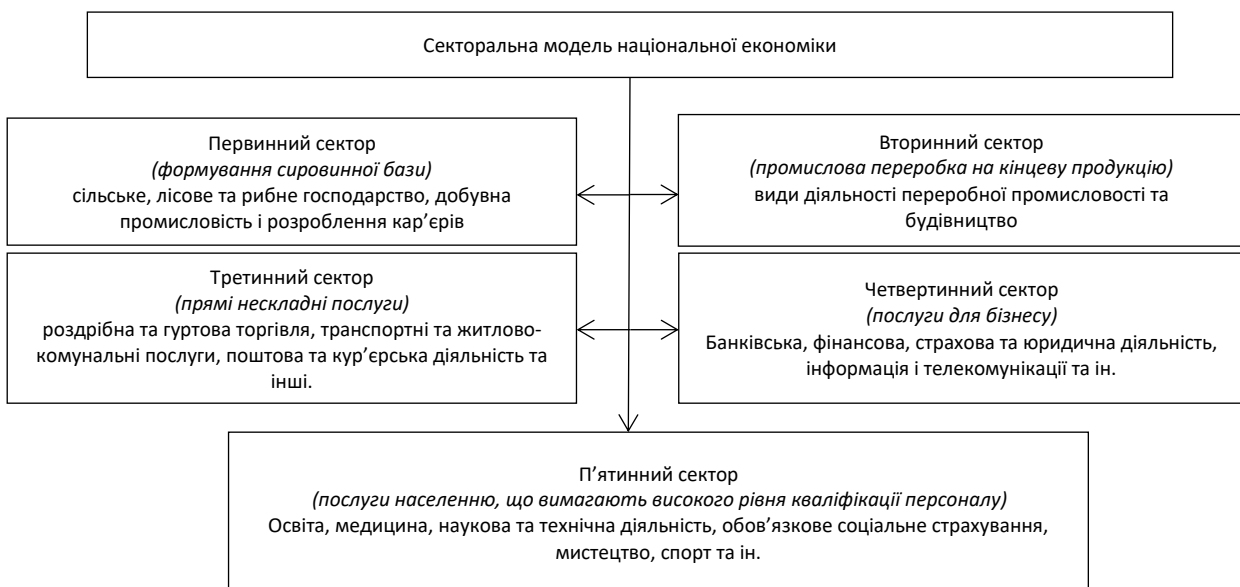 Секторальна модель національної економіки
Первинний сектор
(формування сировинної бази)
сільське, лісове та рибне господарство, добувна
промисловість і розроблення кар’єрів
Вторинний сектор
(промислова переробка на кінцеву продукцію)
види діяльності переробної промисловості та
будівництво
Третинний сектор
(прямі нескладні послуги)
роздрібна та гуртова торгівля, транспортні та житлово-
комунальні послуги, поштова та кур’єрська діяльність та
інші.
Четвертинний сектор
(послуги для бізнесу)
Банківська, фінансова, страхова та юридична діяльність,
інформація і телекомунікації та ін.
П’ятинний сектор
(послуги населенню, що вимагають високого рівня кваліфікації персоналу)
Освіта, медицина, наукова та технічна діяльність, обов’язкове соціальне страхування,
мистецтво, спорт та ін.